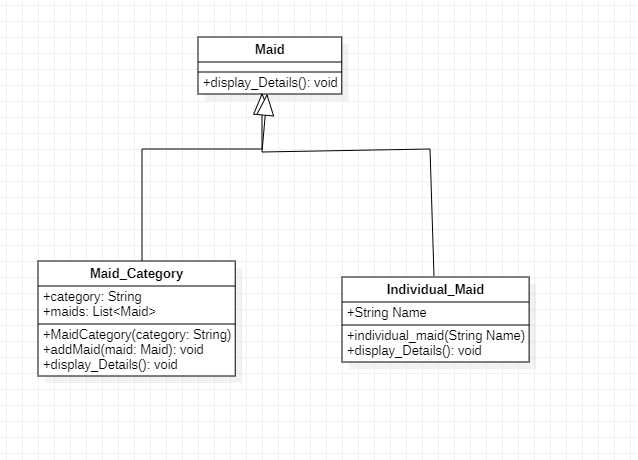 Maid
+display_Details(): void
Maid_Category
+category: String
+maids: List<Maid>
+MaidCategory(category: String)
+addMaid(maid: Maid): void
+display_Details(): void
Individual_Maid
+String Name
+individual_maid(String Name)
+display_Details(): void